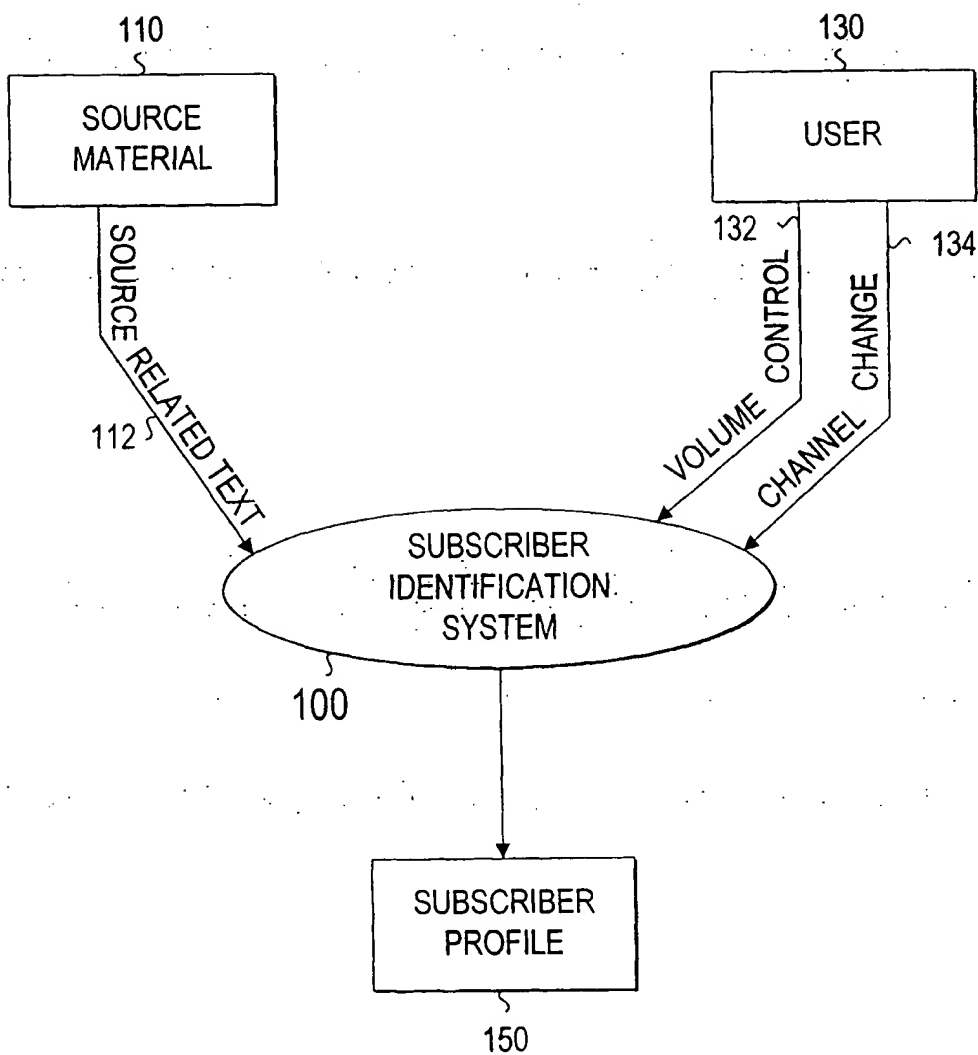 110
SOURCE
MATERIAL
130
USER
132
134
SOURCE RELATED TEXT
112
VOLUME CONTROL
CHANNEL CHANGE
SUBSCRIBER
IDENTIFICATION
SYSTEM
100
SUBSCRIBER
PROFILE
150